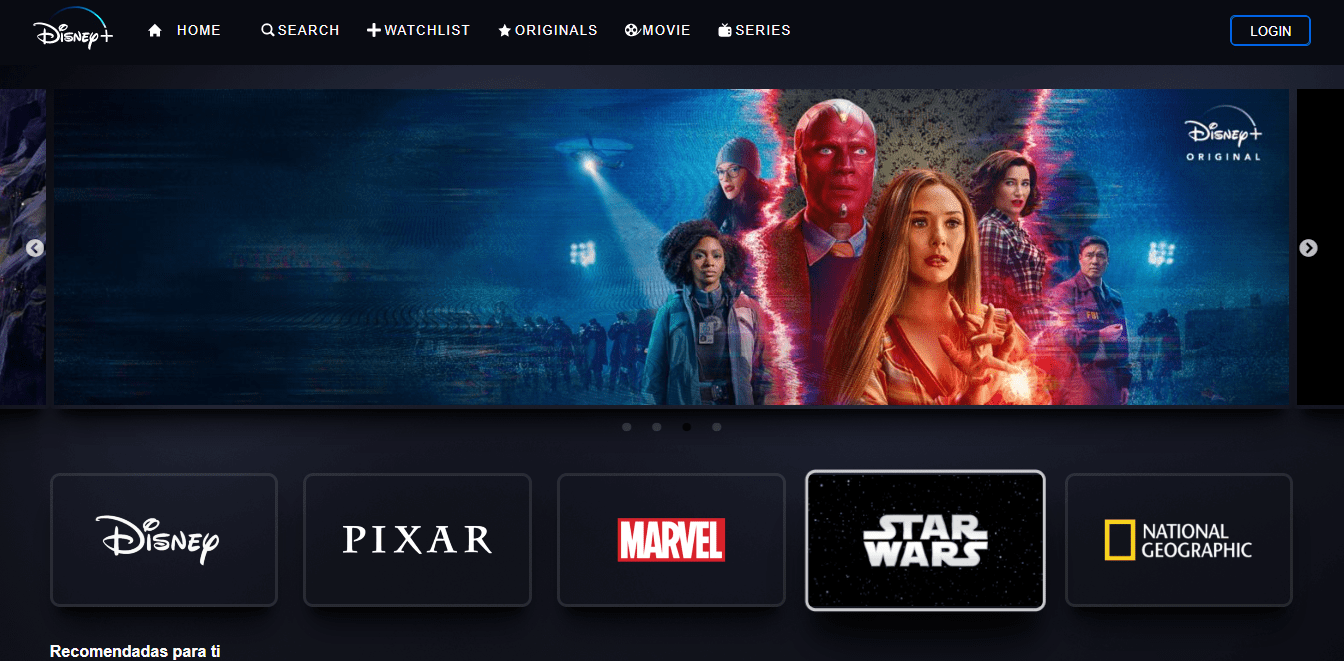 Disney+
HOME
SEARCH
WATCHLIST
ORIGINALS
MOVIE
SERIES
LOGIN
Disney+
ORIGINAL
FBI
Disney
PIXAR
MARVEL
STAR
WARS
NATIONAL
GEOGRAPHIC
Recomendadas para ti